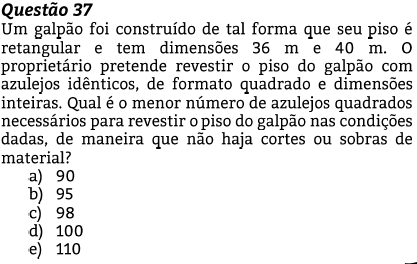 Questão 37
Um galpão foi construído de tal forma que seu piso é
retangular e tem dimensões 36 m e 40 m. O
proprietário pretende revestir o piso do galpão com
azulejos idênticos, de formato quadrado e dimensões
inteiras. Qual é o menor número de azulejos quadrados
necessários para revestir o piso do galpão nas condições
dadas, de maneira que não haja cortes ou sobras de
material?
a) 90
b) 95
c) 98
d) 100
e) 110